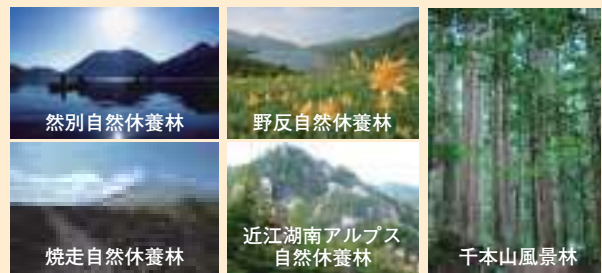 然別自然休養林
野反自然休養林
焼走自然休養林
近江湖南アルプス
自然休養林
千本山風景林